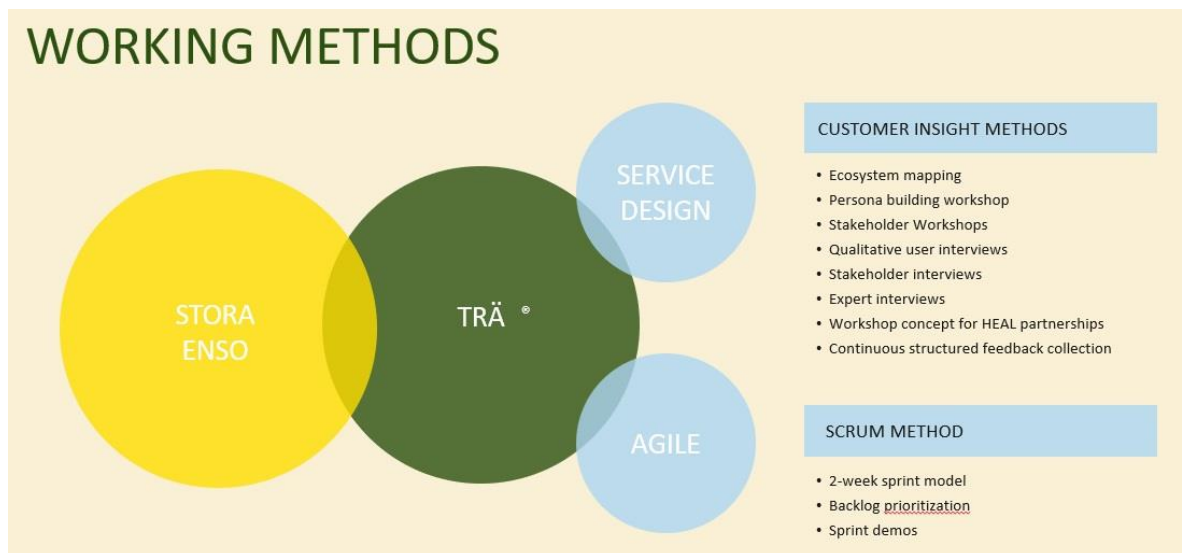 WORKING METHODS
STORA
ENSO
TRÄ ®
SERVICE
DESIGN
AGILE
CUSTOMER INSIGHT METHODS
• Ecosystem mapping
• Persona building workshop
• Stakeholder Workshops
• Qualitative user interviews
• Stakeholder interviews
• Expert interviews
• Workshop concept for HEAL partnerships
• Continuous structured feedback collection
SCRUM METHOD
• 2-week sprint model
• Backlog prioritization
• Sprint demos